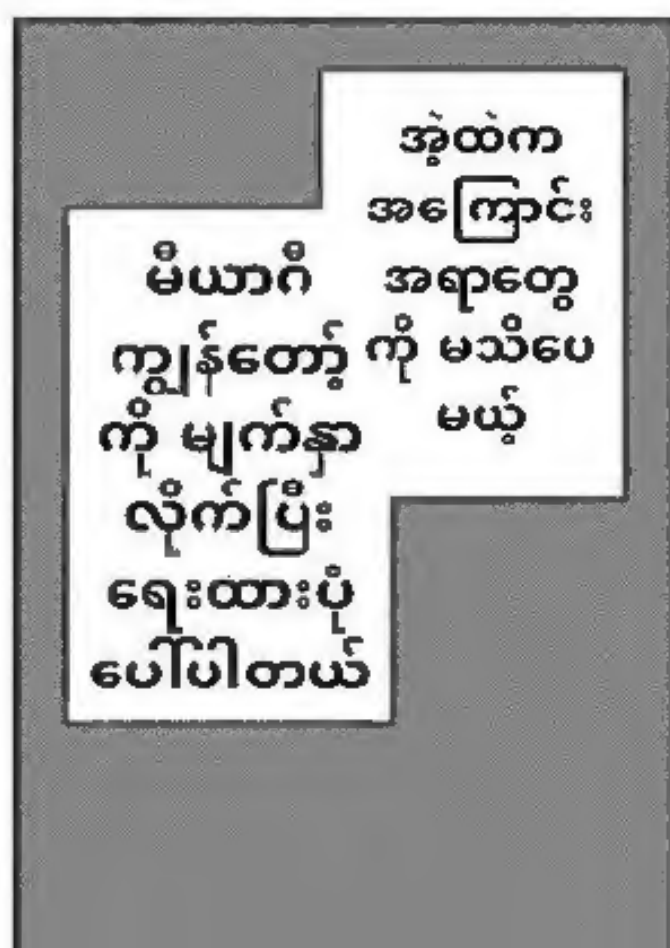 အဲ့ထဲက
အကြောင်း
အရာတွေ
ကို မသိပေ
မယ့်
မိယာဂိ
ကျွန်တော့်
ကို မျက်နှာ
လိုက်ပြီး
ရေးထားပုံ
ပေါ်ပါတယ်